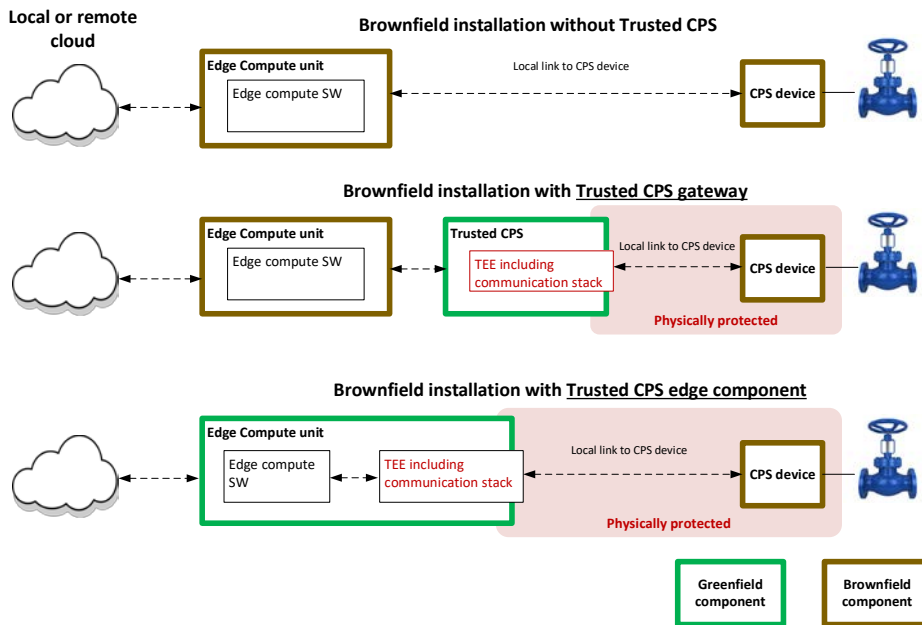 Local or remote
cloud
Brownfield installation without Trusted CPS
Edge Compute unit
Edge compute SW
Local link to CPS device
CPS device
Brownfield installation with Trusted CPS gateway
Edge Compute unit
Edge compute SW
Trusted CPS
TEE including
communication stack
Local link to CPS device
CPS device
Physically protected
Brownfield installation with Trusted CPS edge component
Edge Compute unit
Edge compute
SW
TEE including
communication stack
Local link to CPS device
CPS device
Physically protected
Greenfield
component
Brownfield
component